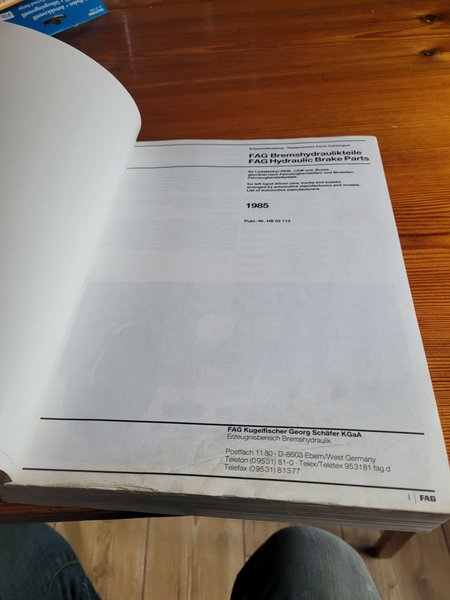 Ersatzteilkatalog · Replacement Parts Catalogue
FAG Bremshydraulikteile
FAG Hydraulic Brake Parts
für Linkslenker-PKW, -LKW und -Busse,
geordnet nach Fahrzeugherstellern und Modellen.
Fahrzeugherstellerliste
for left-hand driven cars, trucks and busses
arranged by automotive manufacturers and models.
List of automotive manufacturers
1985
Publ.-Nr. HB 05 113
FAG Kugelfischer Georg Schäfer KGaA
Erzeugnisbereich Bremshydraulik
Postfach 11 80 · D-8603 Ebern/West Germany
Telefon (09531) 81-0 · Telex/Teletex 953181 fag d
Telefax (09531) 81377
FAG